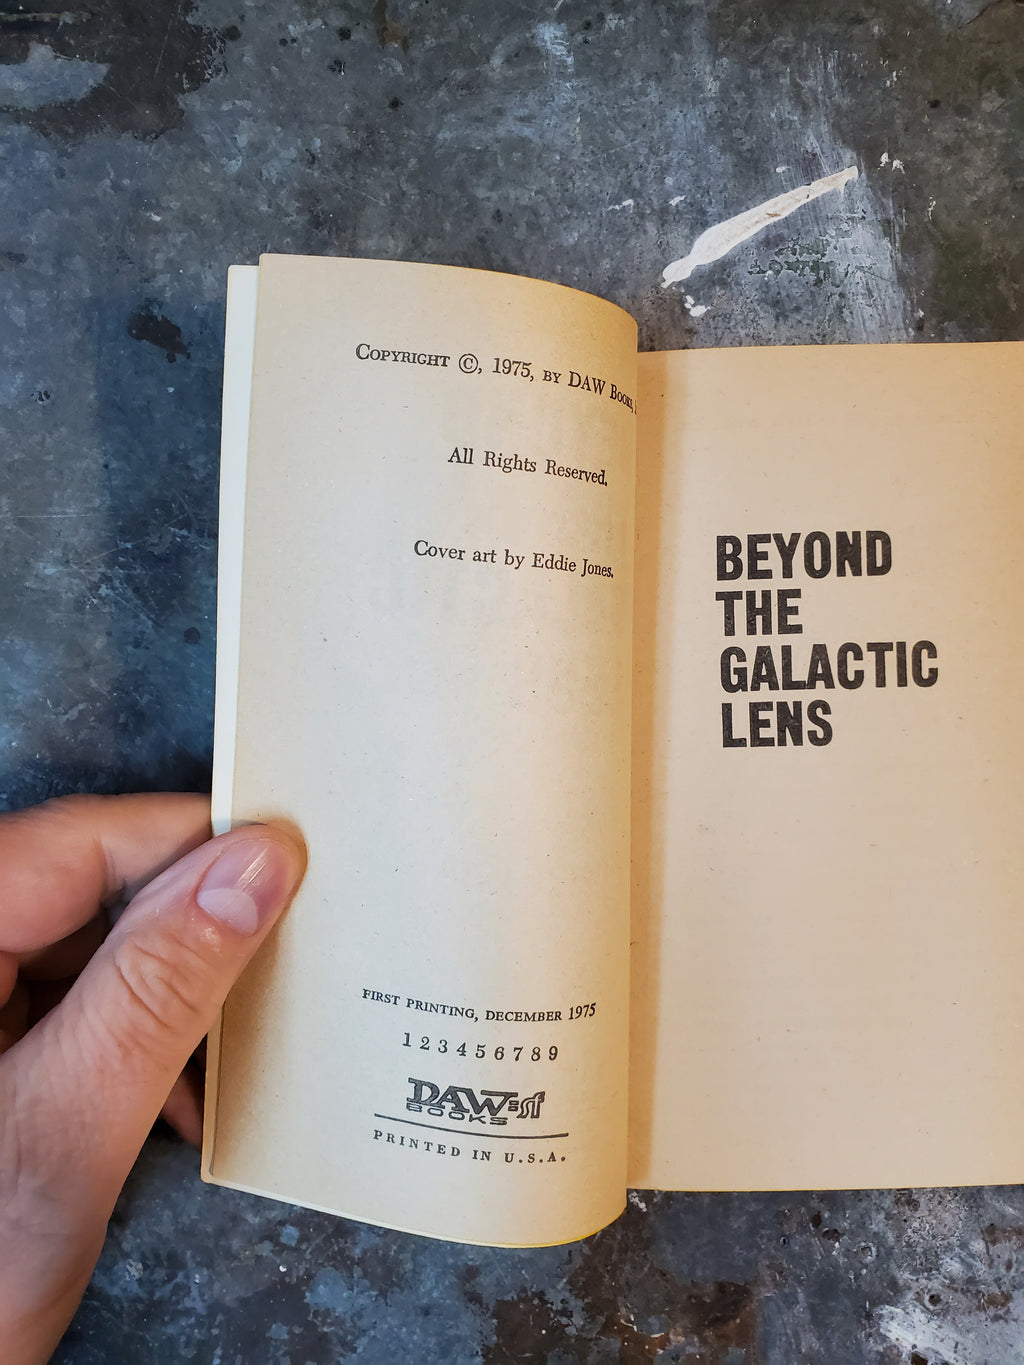 COPYRIGHT ©, 1975, BY DAW BOOKS,
All Rights Reserved.
Cover art by Eddie Jones.
FIRST PRINTING, DECEMBER 1975
1 2 3 4 5 6 7 8 9
DAW=sf
BOOKS
PRINTED IN U.S.A.
BEYOND
THE
GALACTIC
LENS